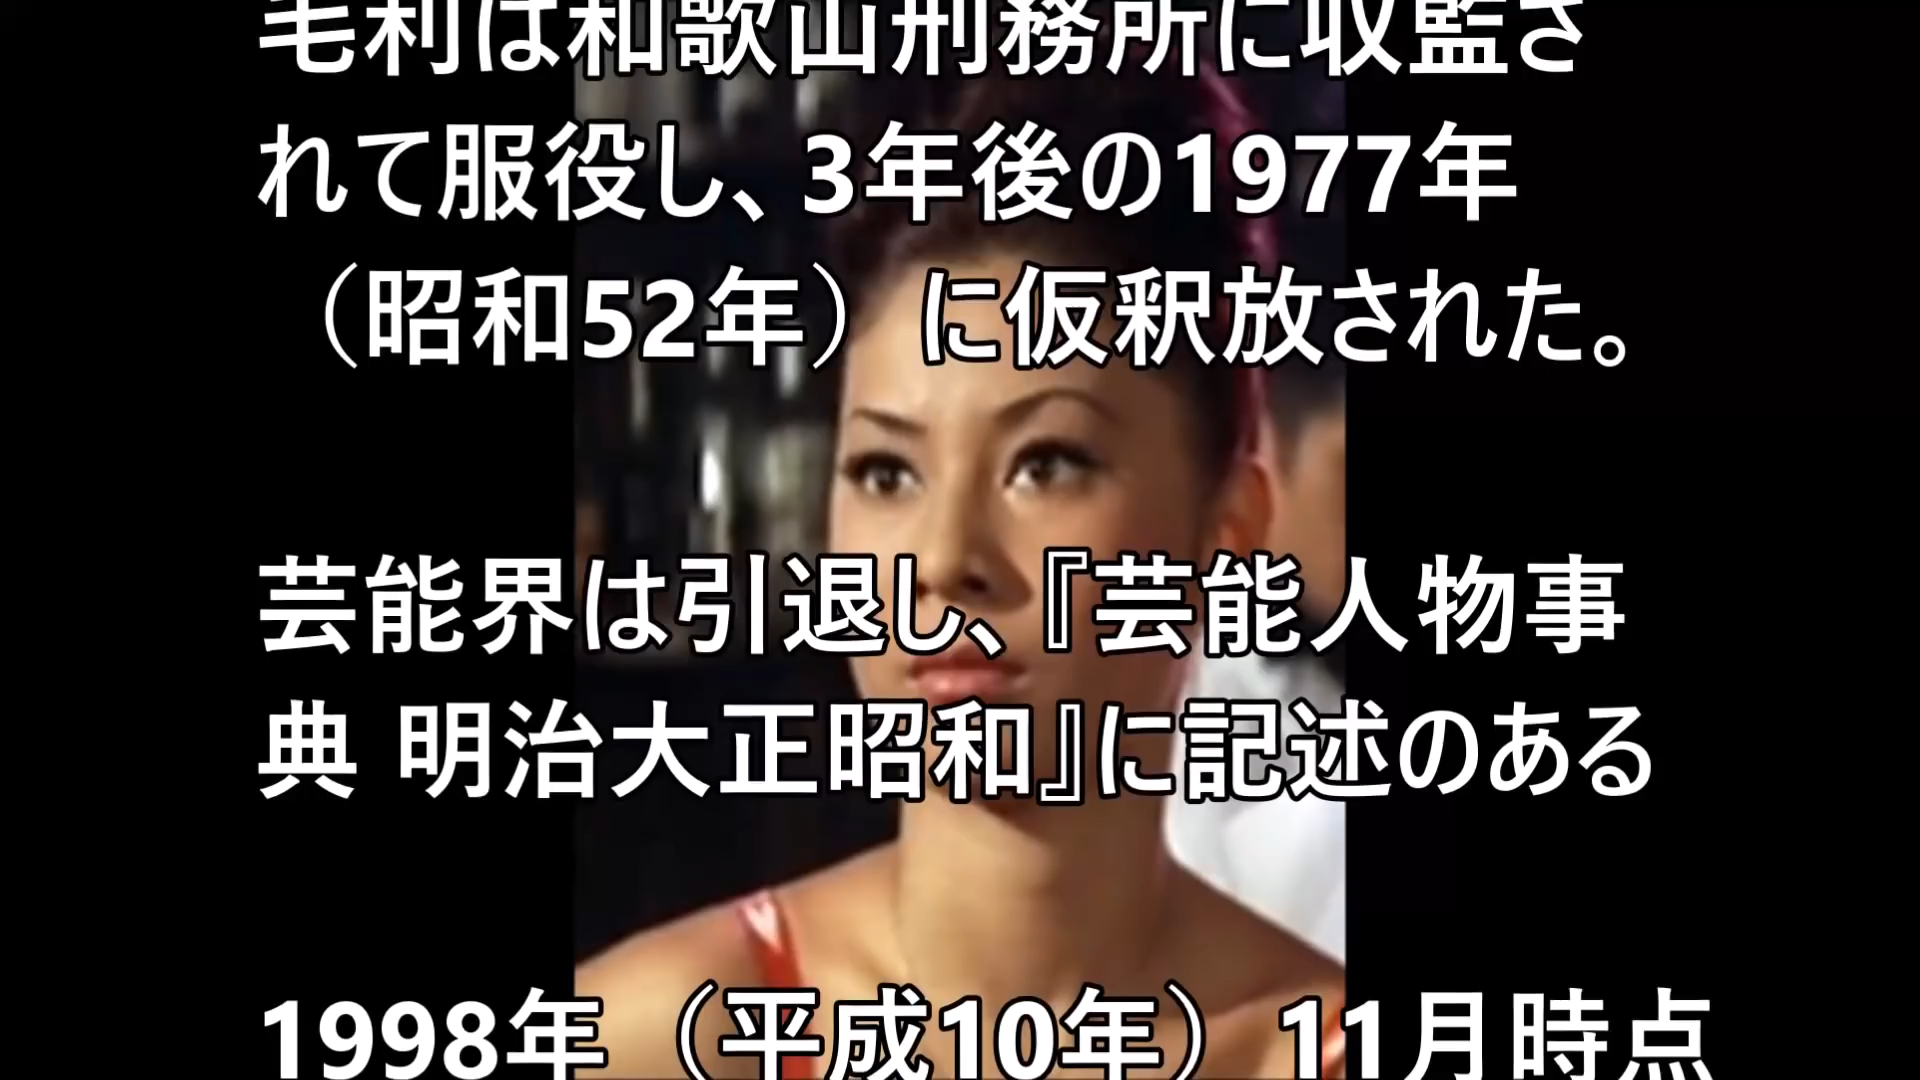 毛利は和歌山刑務所に収監さ
れて服役し、3年後の1977年
（昭和52年）に仮釈放された。
芸能界は引退し、『芸能人物事
典 明治大正昭和』に記述のある
1998年（平成10年）11月時点